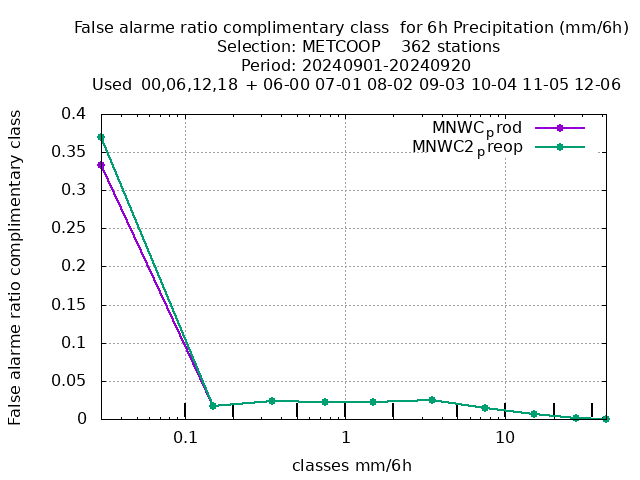 False alarme ratio complimentary class  for 6h Precipitation (mm/6h)
Selection: METCOOP    362 stations
Period: 20240901-20240920
Used  00,06,12,18  + 06-00 07-01 08-02 09-03 10-04 11-05 12-06
False alarme ratio complimentary class
0.4
0.35
0.3
0.25
0.2
0.15
0.1
0.05
0
MNWCprod
MNWC2preop
0.1 1 10
classes mm/6h